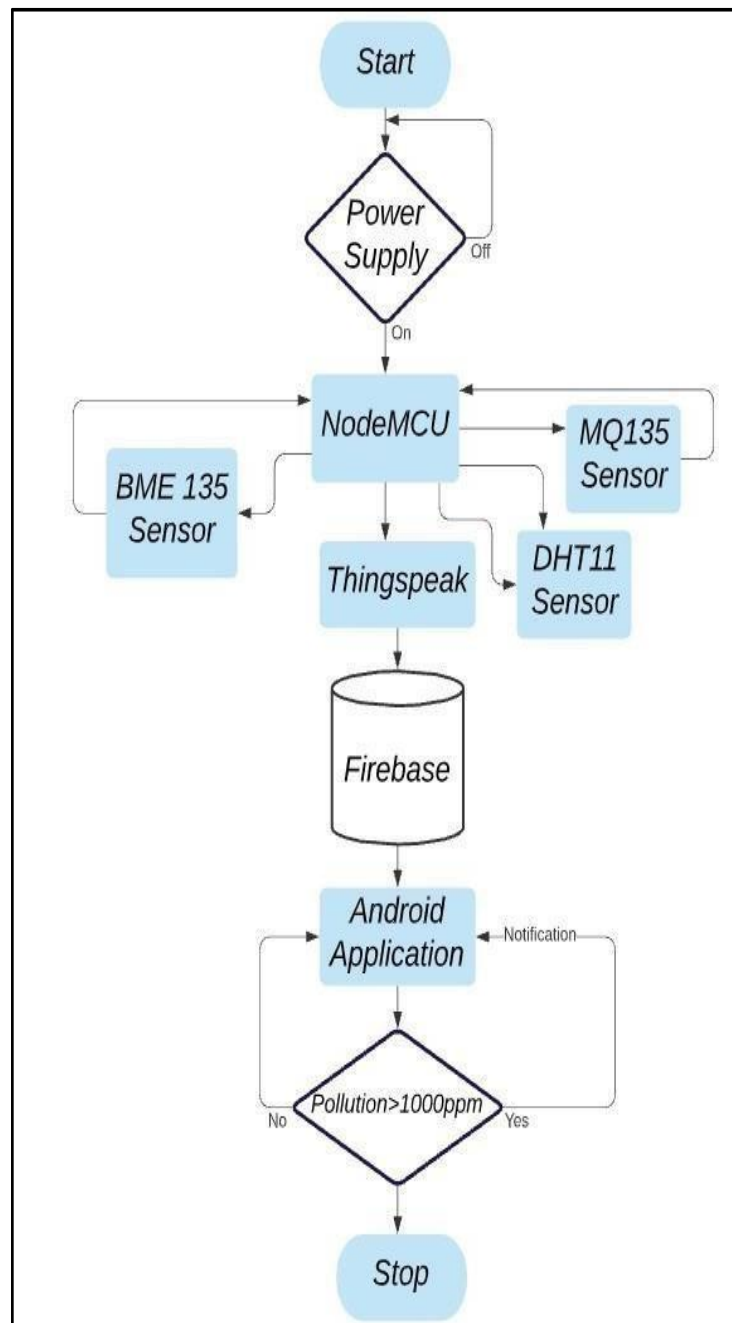 Start
Power
Supply
Off
On
NodeMCU
MQ135
Sensor
BME 135
Sensor
DHT11
Sensor
Thingspeak
Firebase
Android
Application
Notification
Pollution>1000ppm
No
Yes
Stop